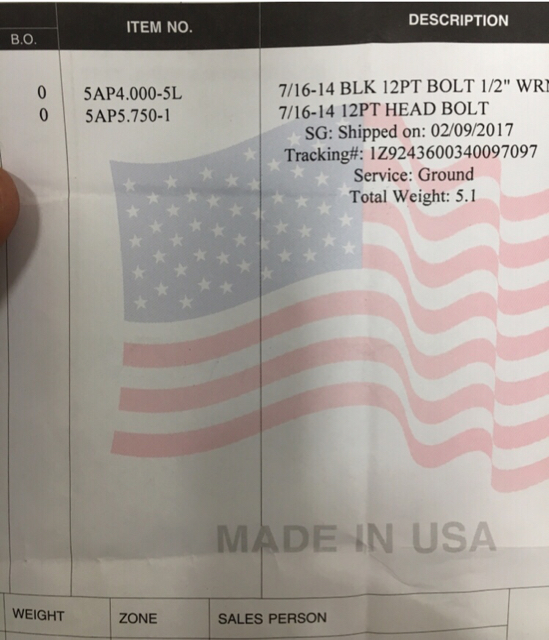 B.O. ITEM NO. DESCRIPTION
0 5AP4.000-5L 7/16-14 BLK 12PT BOLT 1/2"
0 5AP5.750-1 7/16-14 12PT HEAD BOLT
SG: Shipped on: 02/09/2017
Tracking#: 1Z9243600340097097
Service: Ground
Total Weight: 5.1
MADE IN USA
WEIGHT ZONE SALES PERSON